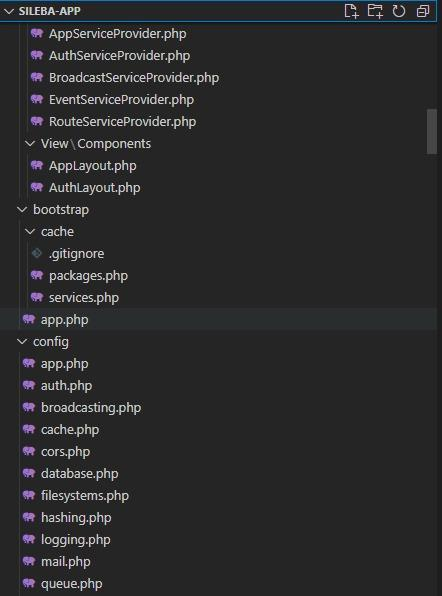 SILEBA-APP
AppServiceProvider.php
AuthServiceProvider.php
BroadcastServiceProvider.php
EventServiceProvider.php
RouteServiceProvider.php
View\Components
AppLayout.php
AuthLayout.php
bootstrap
cache
.gitignore
packages.php
services.php
app.php
config
app.php
auth.php
broadcasting.php
cache.php
cors.php
database.php
filesystems.php
hashing.php
logging.php
mail.php
queue.php